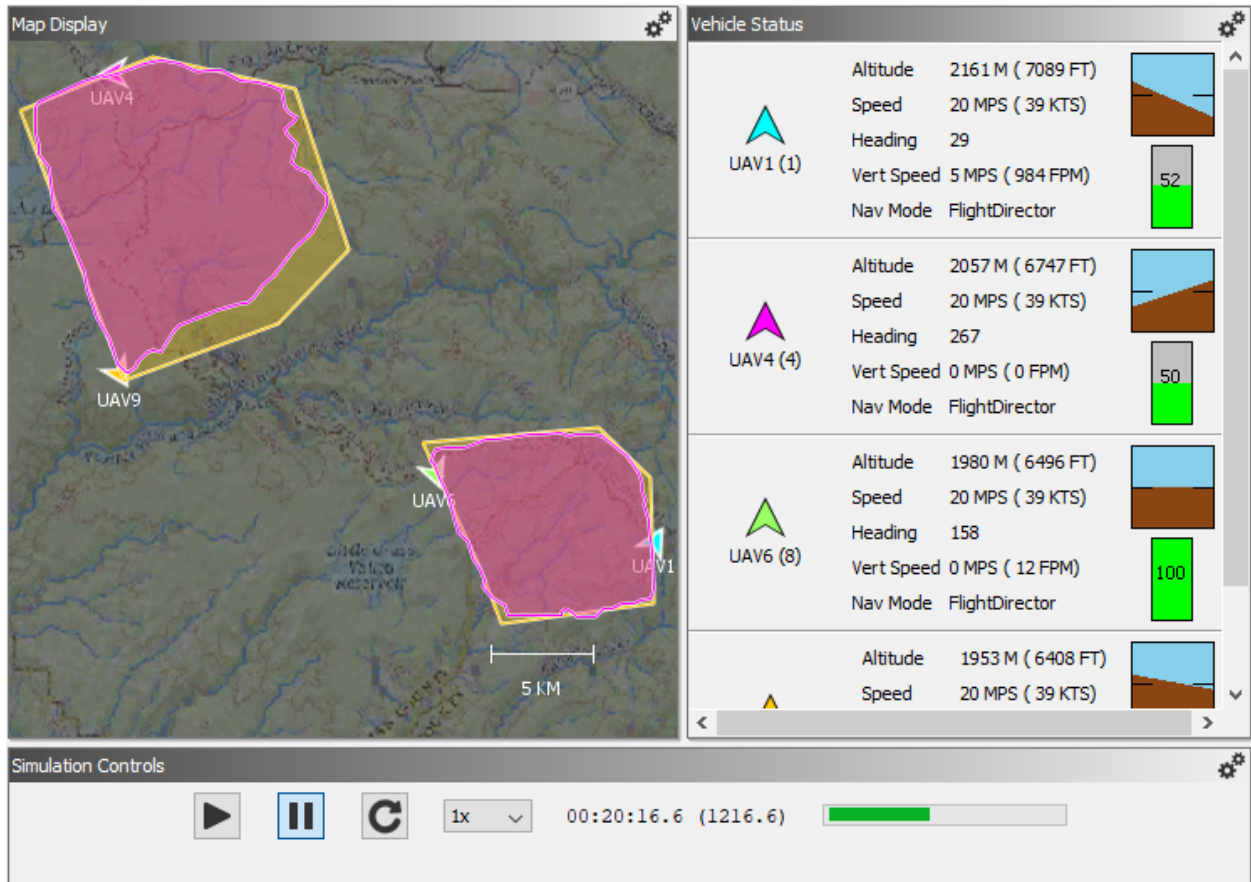 Map Display
UAV4
UAV9
UAV6
UAV1
5 KM
Vehicle Status
Altitude 2161 M ( 7089 FT)
Speed 20 MPS ( 39 KTS)
Heading 29
Vert Speed 5 MPS ( 984 FPM)
Nav Mode FlightDirector
UAV1 (1)
52
Altitude 2057 M ( 6747 FT)
Speed 20 MPS ( 39 KTS)
Heading 267
Vert Speed 0 MPS ( 0 FPM)
Nav Mode FlightDirector
UAV4 (4)
50
Altitude 1980 M ( 6496 FT)
Speed 20 MPS ( 39 KTS)
Heading 158
Vert Speed 0 MPS ( 12 FPM)
Nav Mode FlightDirector
UAV6 (8)
100
Altitude 1953 M ( 6408 FT)
Speed 20 MPS ( 39 KTS)
Simulation Controls
1x
00:20:16.6 (1216.6)